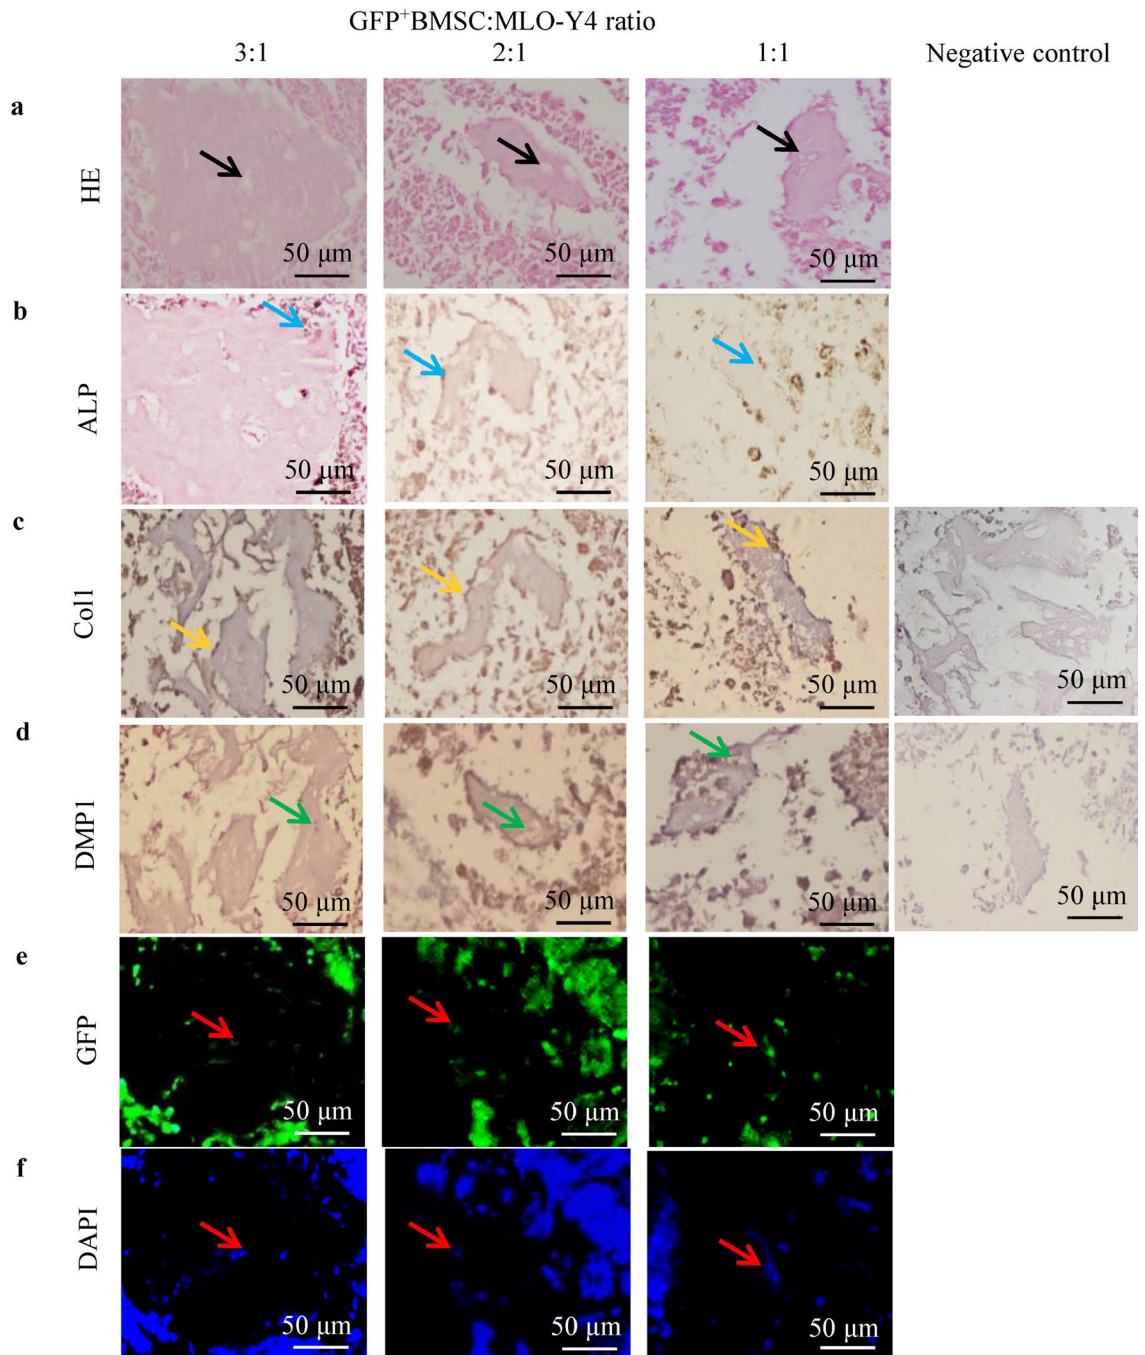 GFP⁺BMSC:MLO-Y4 ratio
3:1 2:1 1:1 Negative control
a
HE
50 µm 50 µm 50 µm
b
ALP
50 µm 50 µm 50 µm
c
Col1
50 µm 50 µm 50 µm 50 µm
d
DMP1
50 µm 50 µm 50 µm 50 µm
e
GFP
50 µm 50 µm 50 µm
f
DAPI
50 µm 50 µm 50 µm